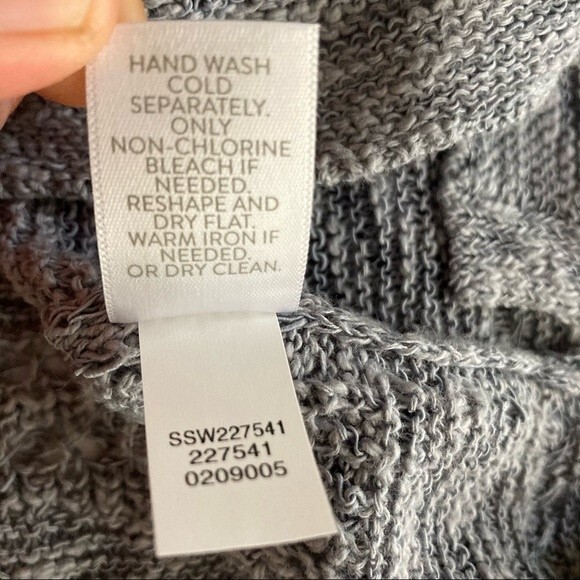 HAND WASH
COLD
SEPARATELY.
ONLY
NON-CHLORINE
BLEACH IF
NEEDED.
RESHAPE AND
DRY FLAT.
WARM IRON IF
NEEDED.
OR DRY CLEAN.
SSW227541
227541
0209005